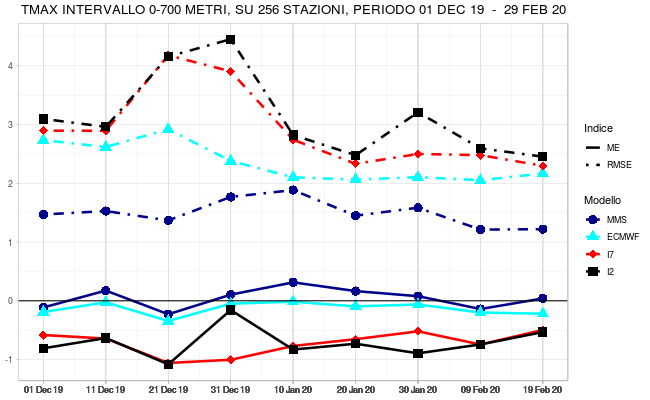 TMAX INTERVALLO 0-700 METRI, SU 256 STAZIONI, PERIODO 01 DEC 19 - 29 FEB 20
4
3
2
1
0
-1
01 Dec 19 11 Dec 19 21 Dec 19 31 Dec 19 10 Jan 20 20 Jan 20 30 Jan 20 09 Feb 20 19 Feb 20
Indice
ME
RMSE
Modello
MMS
ECMWF
I7
I2